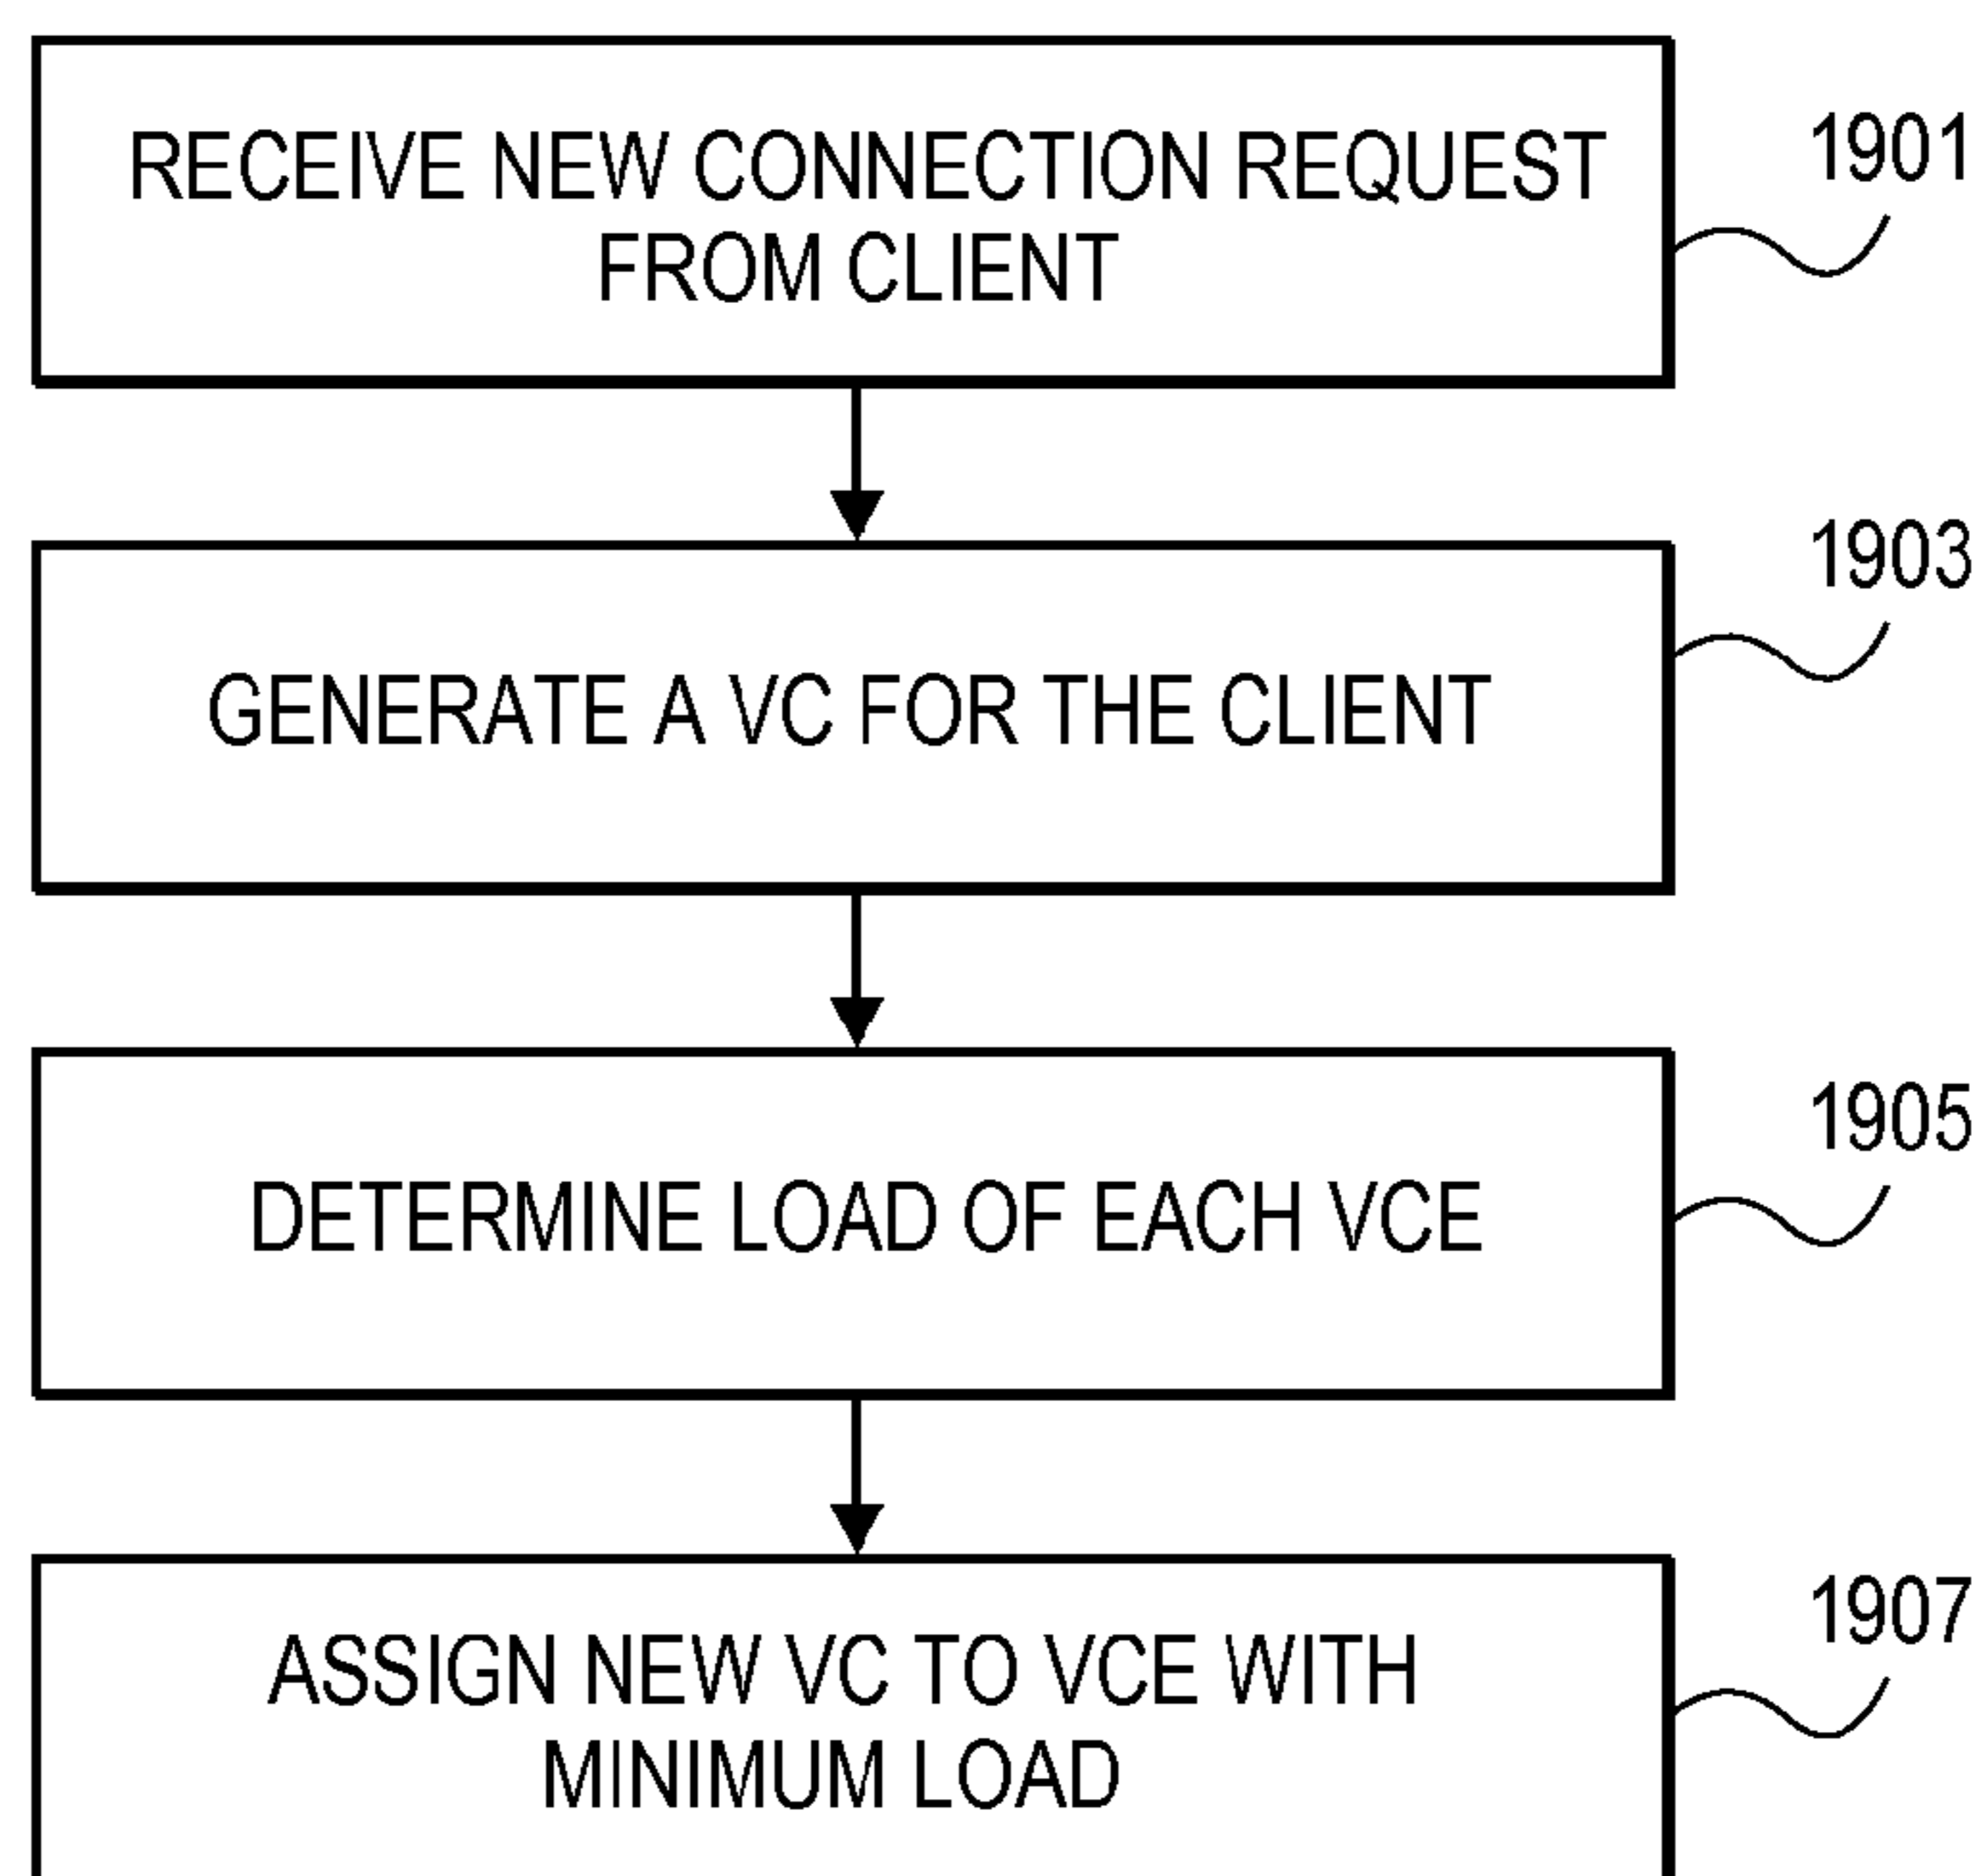 RECEIVE NEW CONNECTION REQUEST
FROM CLIENT
1901
GENERATE A VC FOR THE CLIENT
1903
DETERMINE LOAD OF EACH VCE
1905
ASSIGN NEW VC TO VCE WITH
MINIMUM LOAD
1907